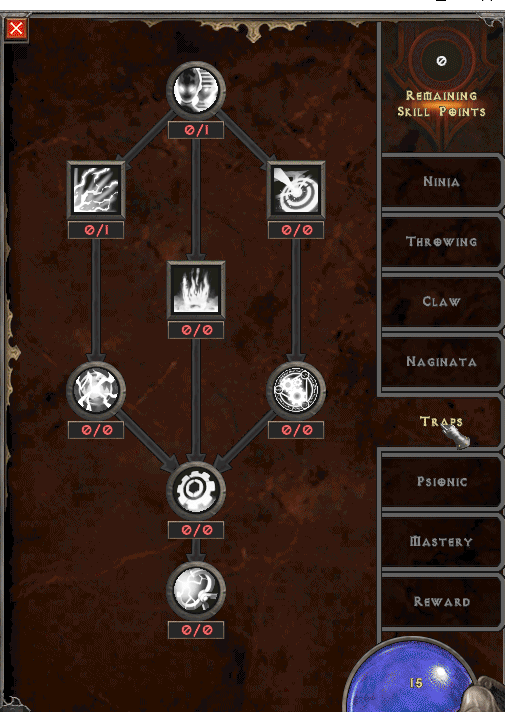 0
Remaining
Skill Points
0/1
Ninja
0/1
0/0
Throwing
Claw
0/0
Naginata
0/0
0/0
Traps
Psionic
0/0
Mastery
Reward
0/0
15